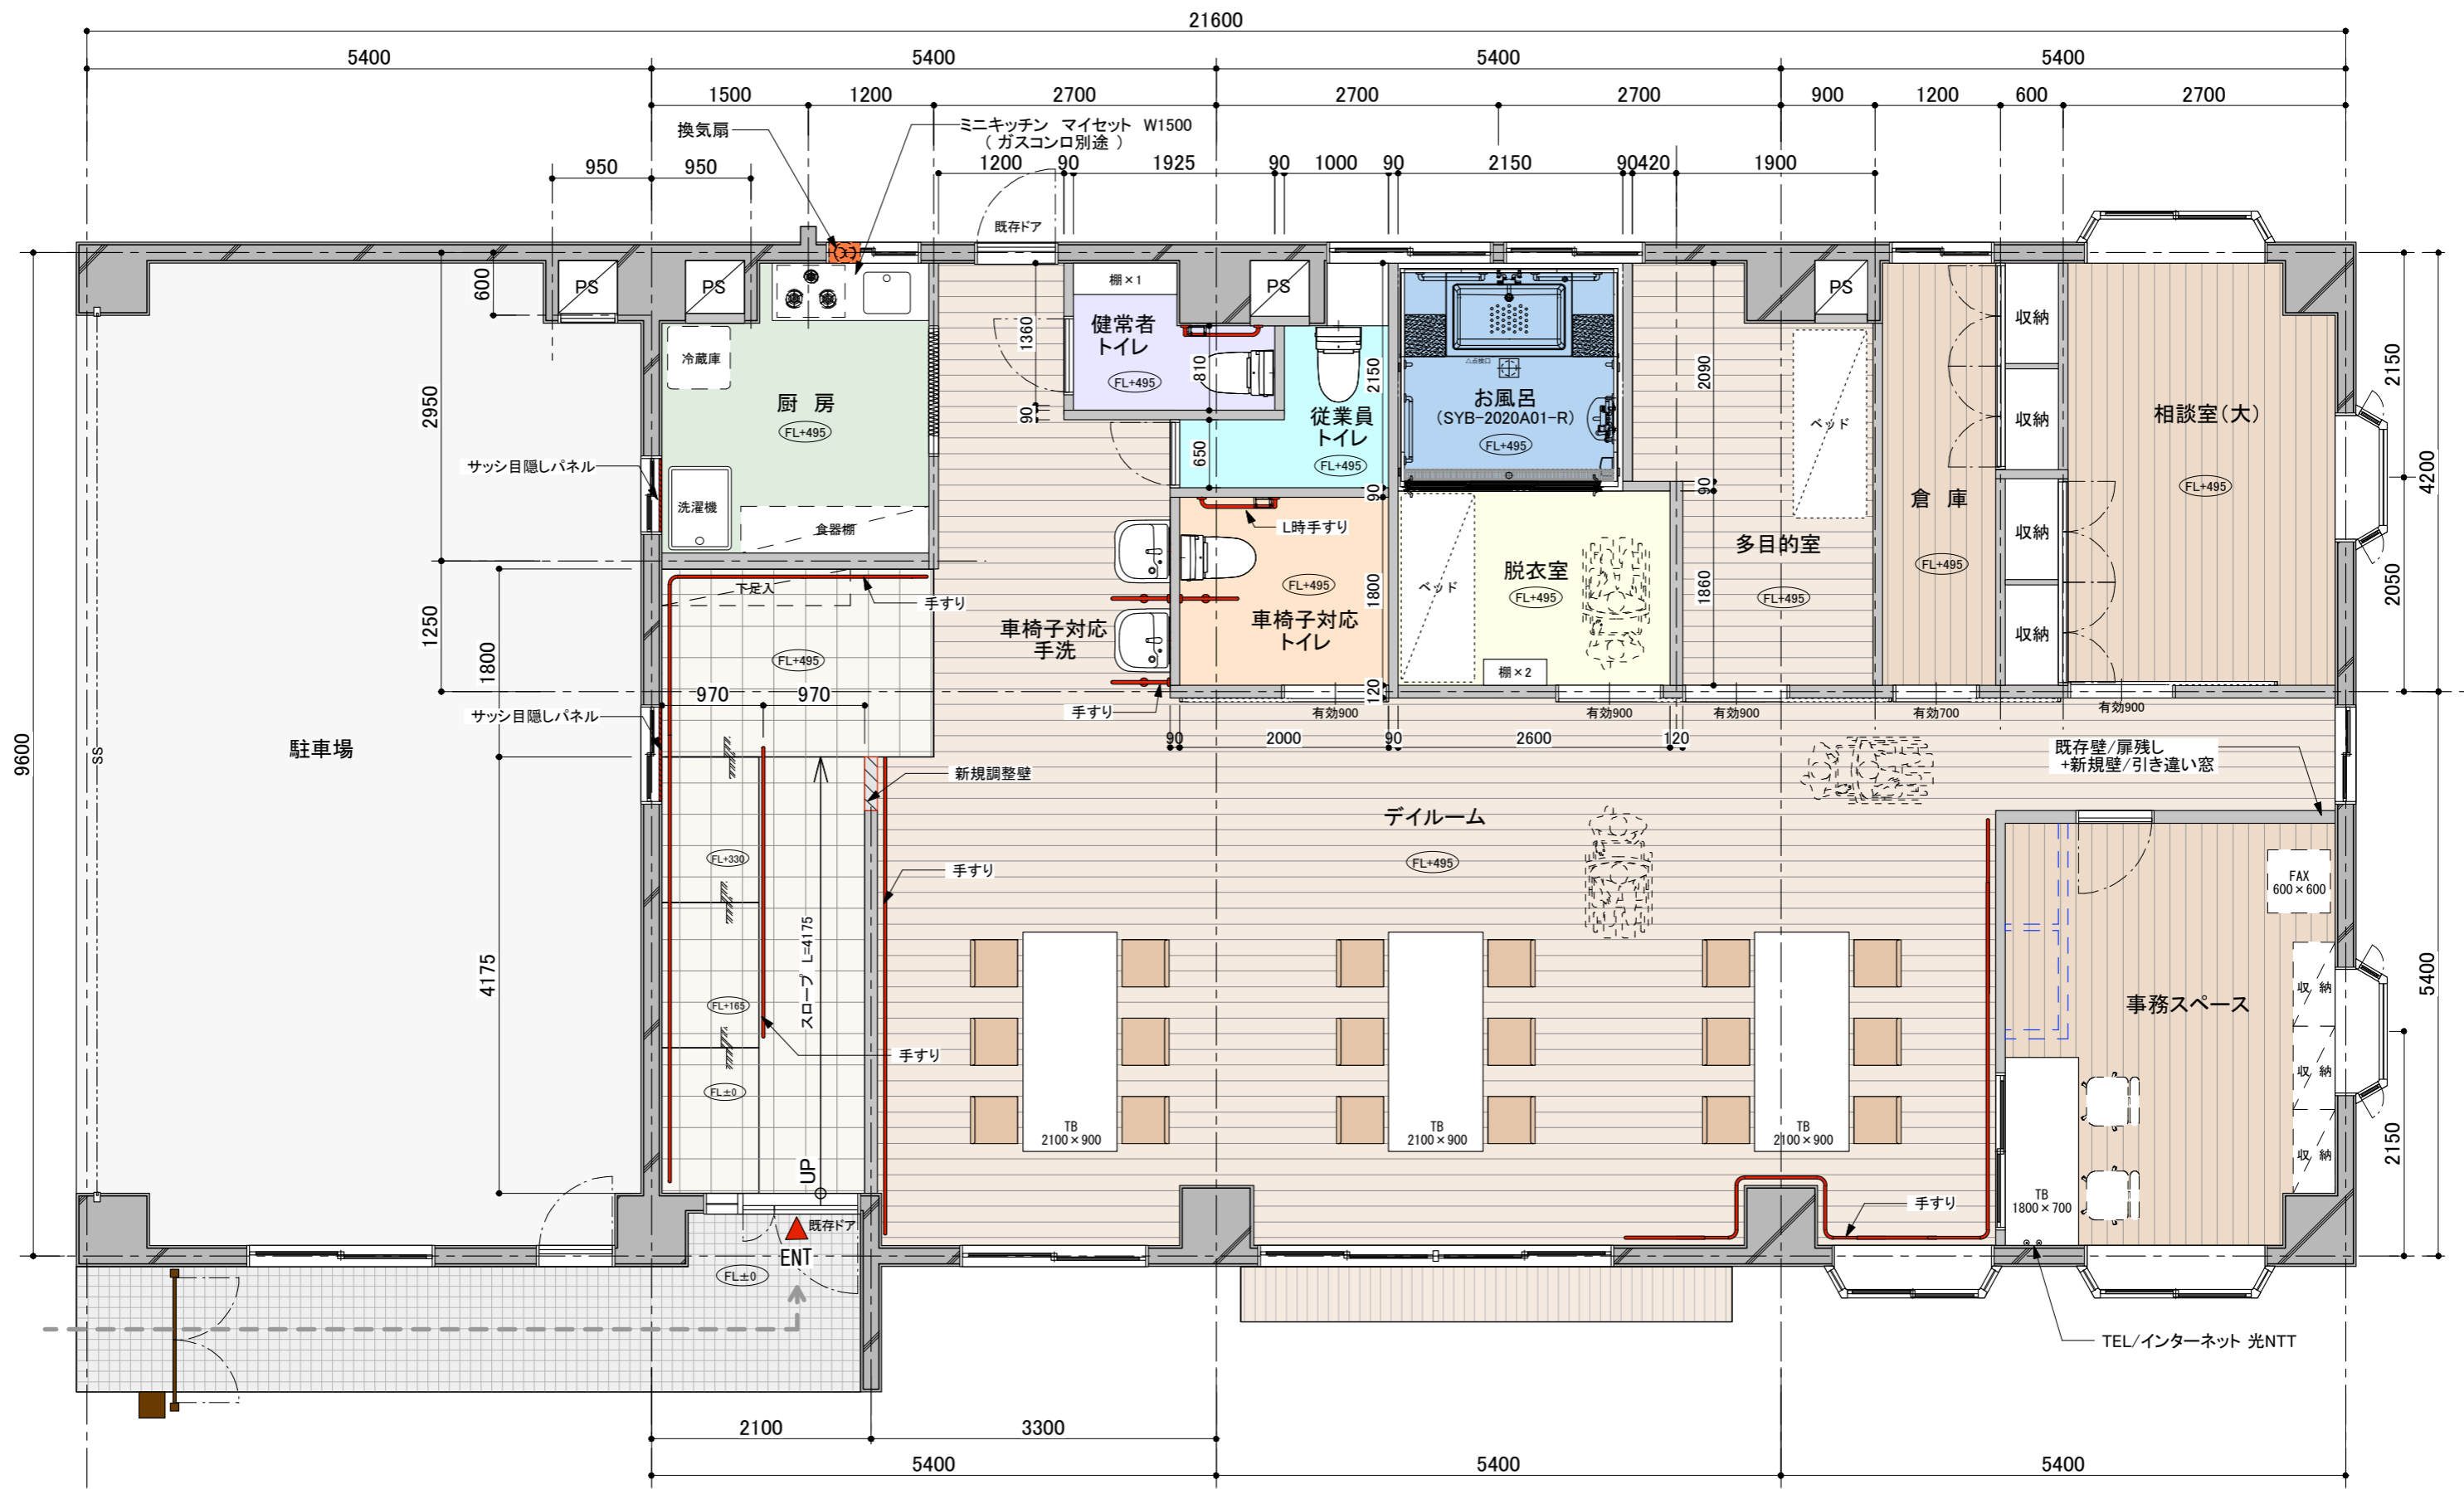 21600
5400
5400
5400
5400
1500
1200
2700
2700
2700
900
1200
600
2700
換気扇
ミニキッチン マイセット W1500
( ガスコンロ別途 )
950
950
1200
90
1925
90
1000
90
2150
90
420
1900
既存ドア
PS
PS
PS
PS
600
棚×1
健常者
トイレ
FL+495
1360
90
810
650
2150
90
従業員
トイレ
FL+495
お風呂
(SYB-2020A01-R)
FL+495
2090
90
ベッド
収納
収納
収納
収納
相談室(大)
FL+495
2150
4200
2050
冷蔵庫
厨 房
FL+495
洗濯機
食器棚
2950
サッシ目隠しパネル
L時手すり
倉 庫
FL+495
多目的室
FL+495
1860
脱衣室
FL+495
ベッド
棚×2
FL+495
車椅子対応
トイレ
1800
120
下足入
手すり
車椅子対応
手洗
FL+495
1250
1800
970
970
サッシ目隠しパネル
手すり
有効900
有効900
有効900
有効700
有効900
90
2000
90
2600
120
9600
駐車場
SS
新規調整壁
既存壁/扉残し
+新規壁/引き違い窓
デイルーム
FL+495
FL+330
手すり
FAX
600×600
4175
スロープ L=4175
FL+165
手すり
FL±0
UP
事務スペース
収 納
収 納
収 納
5400
2150
TB
2100×900
TB
2100×900
TB
2100×900
TB
1800×700
手すり
既存ドア
ENT
FL±0
TEL/インターネット 光NTT
2100
3300
5400
5400
5400